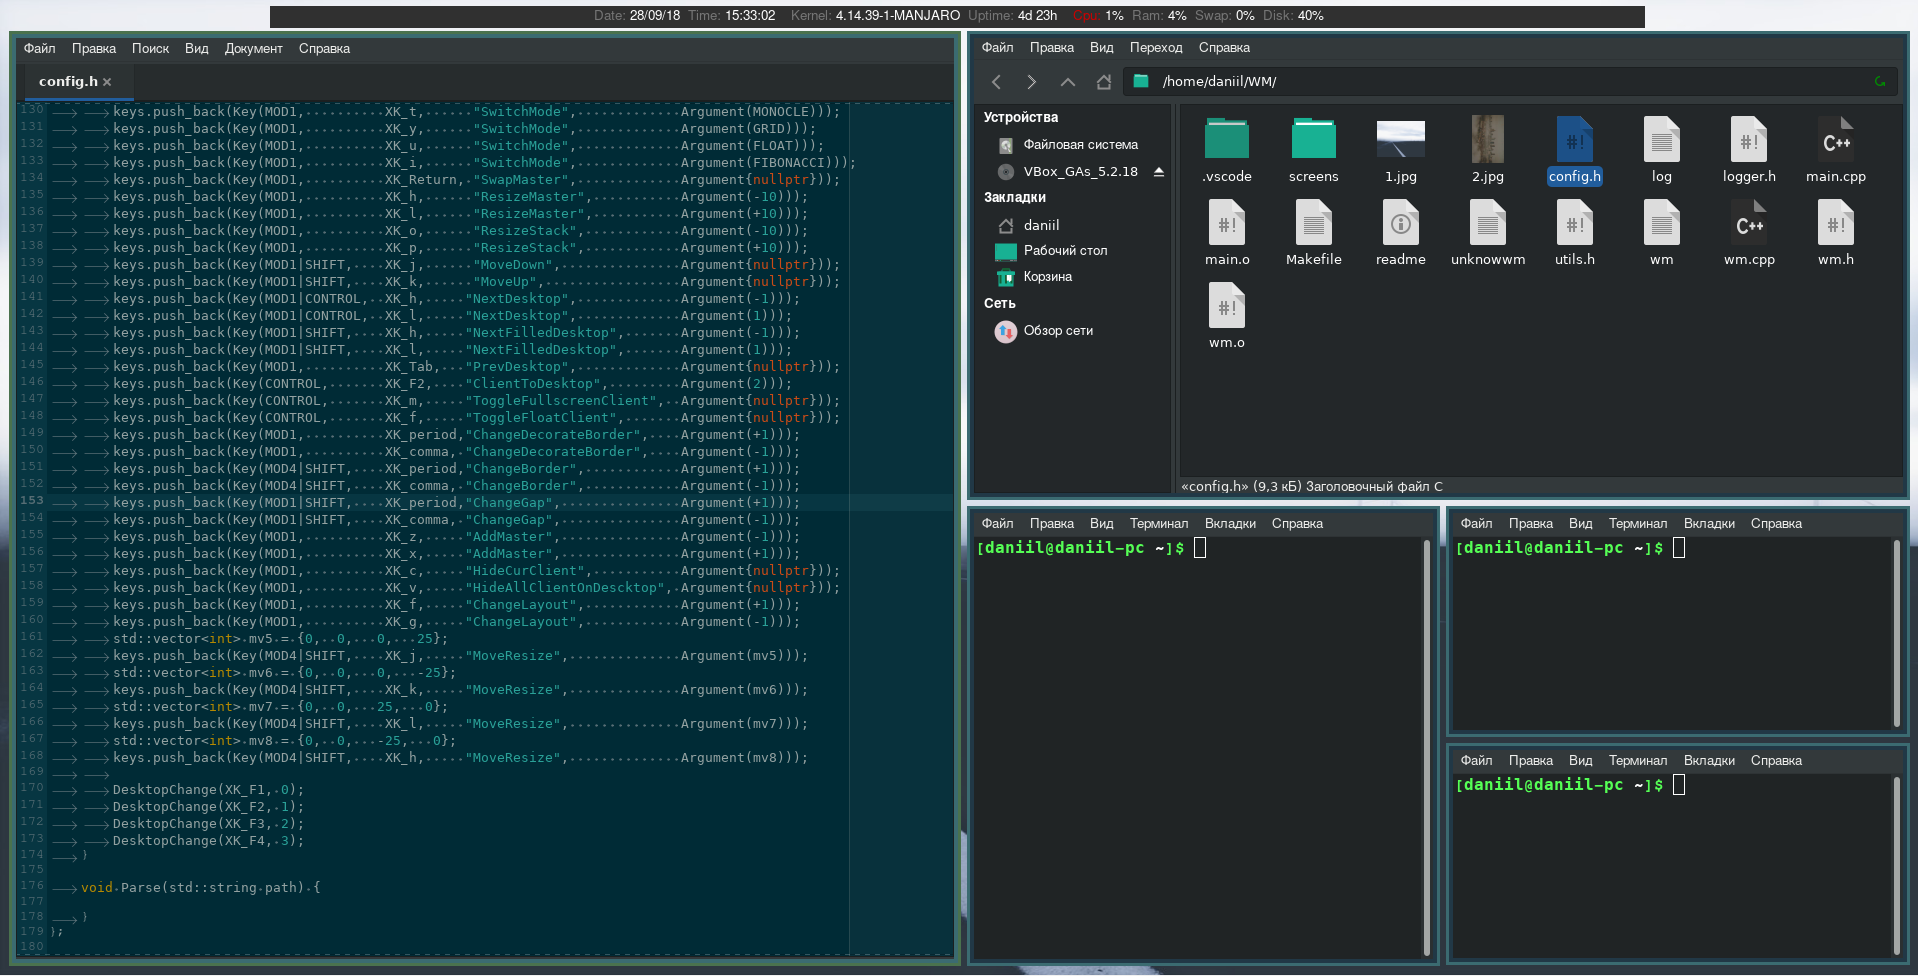 Date: 28/09/18 Time: 15:33:02 Kernel: 4.14.39-1-MANJARO Uptime: 4d 23h Cpu: 1% Ram: 4% Swap: 0% Disk: 40%
Файл Правка Поиск Вид Документ Справка
config.h ×
130 keys.push_back(Key(MOD1, XK_t, "SwitchMode", Argument(MONOCLE)));
131 keys.push_back(Key(MOD1, XK_y, "SwitchMode", Argument(GRID)));
132 keys.push_back(Key(MOD1, XK_u, "SwitchMode", Argument(FLOAT)));
133 keys.push_back(Key(MOD1, XK_i, "SwitchMode", Argument(FIBONACCI)));
134 keys.push_back(Key(MOD1, XK_Return, "SwapMaster", Argument{nullptr}));
135 keys.push_back(Key(MOD1, XK_h, "ResizeMaster", Argument(-10)));
136 keys.push_back(Key(MOD1, XK_l, "ResizeMaster", Argument(+10)));
137 keys.push_back(Key(MOD1, XK_o, "ResizeStack", Argument(-10)));
138 keys.push_back(Key(MOD1, XK_p, "ResizeStack", Argument(+10)));
139 keys.push_back(Key(MOD1|SHIFT, XK_j, "MoveDown", Argument{nullptr}));
140 keys.push_back(Key(MOD1|SHIFT, XK_k, "MoveUp", Argument{nullptr}));
141 keys.push_back(Key(MOD1|CONTROL, XK_h, "NextDesktop", Argument(-1)));
142 keys.push_back(Key(MOD1|CONTROL, XK_l, "NextDesktop", Argument(1)));
143 keys.push_back(Key(MOD1|SHIFT, XK_h, "NextFilledDesktop", Argument(-1)));
144 keys.push_back(Key(MOD1|SHIFT, XK_l, "NextFilledDesktop", Argument(1)));
145 keys.push_back(Key(MOD1, XK_Tab, "PrevDesktop", Argument{nullptr}));
146 keys.push_back(Key(CONTROL, XK_F2, "ClientToDesktop", Argument(2)));
147 keys.push_back(Key(CONTROL, XK_m, "ToggleFullscreenClient", Argument{nullptr}));
148 keys.push_back(Key(CONTROL, XK_f, "ToggleFloatClient", Argument{nullptr}));
149 keys.push_back(Key(MOD1, XK_period,"ChangeDecorateBorder", Argument(+1)));
150 keys.push_back(Key(MOD1, XK_comma, "ChangeDecorateBorder", Argument(-1)));
151 keys.push_back(Key(MOD4|SHIFT, XK_period,"ChangeBorder", Argument(+1)));
152 keys.push_back(Key(MOD4|SHIFT, XK_comma, "ChangeBorder", Argument(-1)));
153 keys.push_back(Key(MOD1|SHIFT, XK_period,"ChangeGap", Argument(+1)));
154 keys.push_back(Key(MOD1|SHIFT, XK_comma, "ChangeGap", Argument(-1)));
155 keys.push_back(Key(MOD1, XK_z, "AddMaster", Argument(-1)));
156 keys.push_back(Key(MOD1, XK_x, "AddMaster", Argument(+1)));
157 keys.push_back(Key(MOD1, XK_c, "HideCurClient", Argument{nullptr}));
158 keys.push_back(Key(MOD1, XK_v, "HideAllClientOnDescktop", Argument{nullptr}));
159 keys.push_back(Key(MOD1, XK_f, "ChangeLayout", Argument(+1)));
160 keys.push_back(Key(MOD1, XK_g, "ChangeLayout", Argument(-1)));
161 std::vector<int> mv5 = {0, 0, 0, 25};
162 keys.push_back(Key(MOD4|SHIFT, XK_j, "MoveResize", Argument(mv5)));
163 std::vector<int> mv6 = {0, 0, 0, -25};
164 keys.push_back(Key(MOD4|SHIFT, XK_k, "MoveResize", Argument(mv6)));
165 std::vector<int> mv7 = {0, 0, 25, 0};
166 keys.push_back(Key(MOD4|SHIFT, XK_l, "MoveResize", Argument(mv7)));
167 std::vector<int> mv8 = {0, 0, -25, 0};
168 keys.push_back(Key(MOD4|SHIFT, XK_h, "MoveResize", Argument(mv8)));
169
170 DesktopChange(XK_F1, 0);
171 DesktopChange(XK_F2, 1);
172 DesktopChange(XK_F3, 2);
173 DesktopChange(XK_F4, 3);
174 }
175
176 void Parse(std::string path) {
177
178 }
179 };
180
Файл Правка Вид Переход Справка
/home/daniil/WM/
Устройства
Файловая система
VBox_GAs_5.2.18
Закладки
daniil
Рабочий стол
Корзина
Сеть
Обзор сети
.vscode screens 1.jpg 2.jpg config.h log logger.h main.cpp
main.o Makefile readme unknowwm utils.h wm wm.cpp wm.h
wm.o
«config.h» (9,3 кБ) Заголовочный файл C
Файл Правка Вид Терминал Вкладки Справка
[daniil@daniil-pc ~]$
Файл Правка Вид Терминал Вкладки Справка
[daniil@daniil-pc ~]$
Файл Правка Вид Терминал Вкладки Справка
[daniil@daniil-pc ~]$